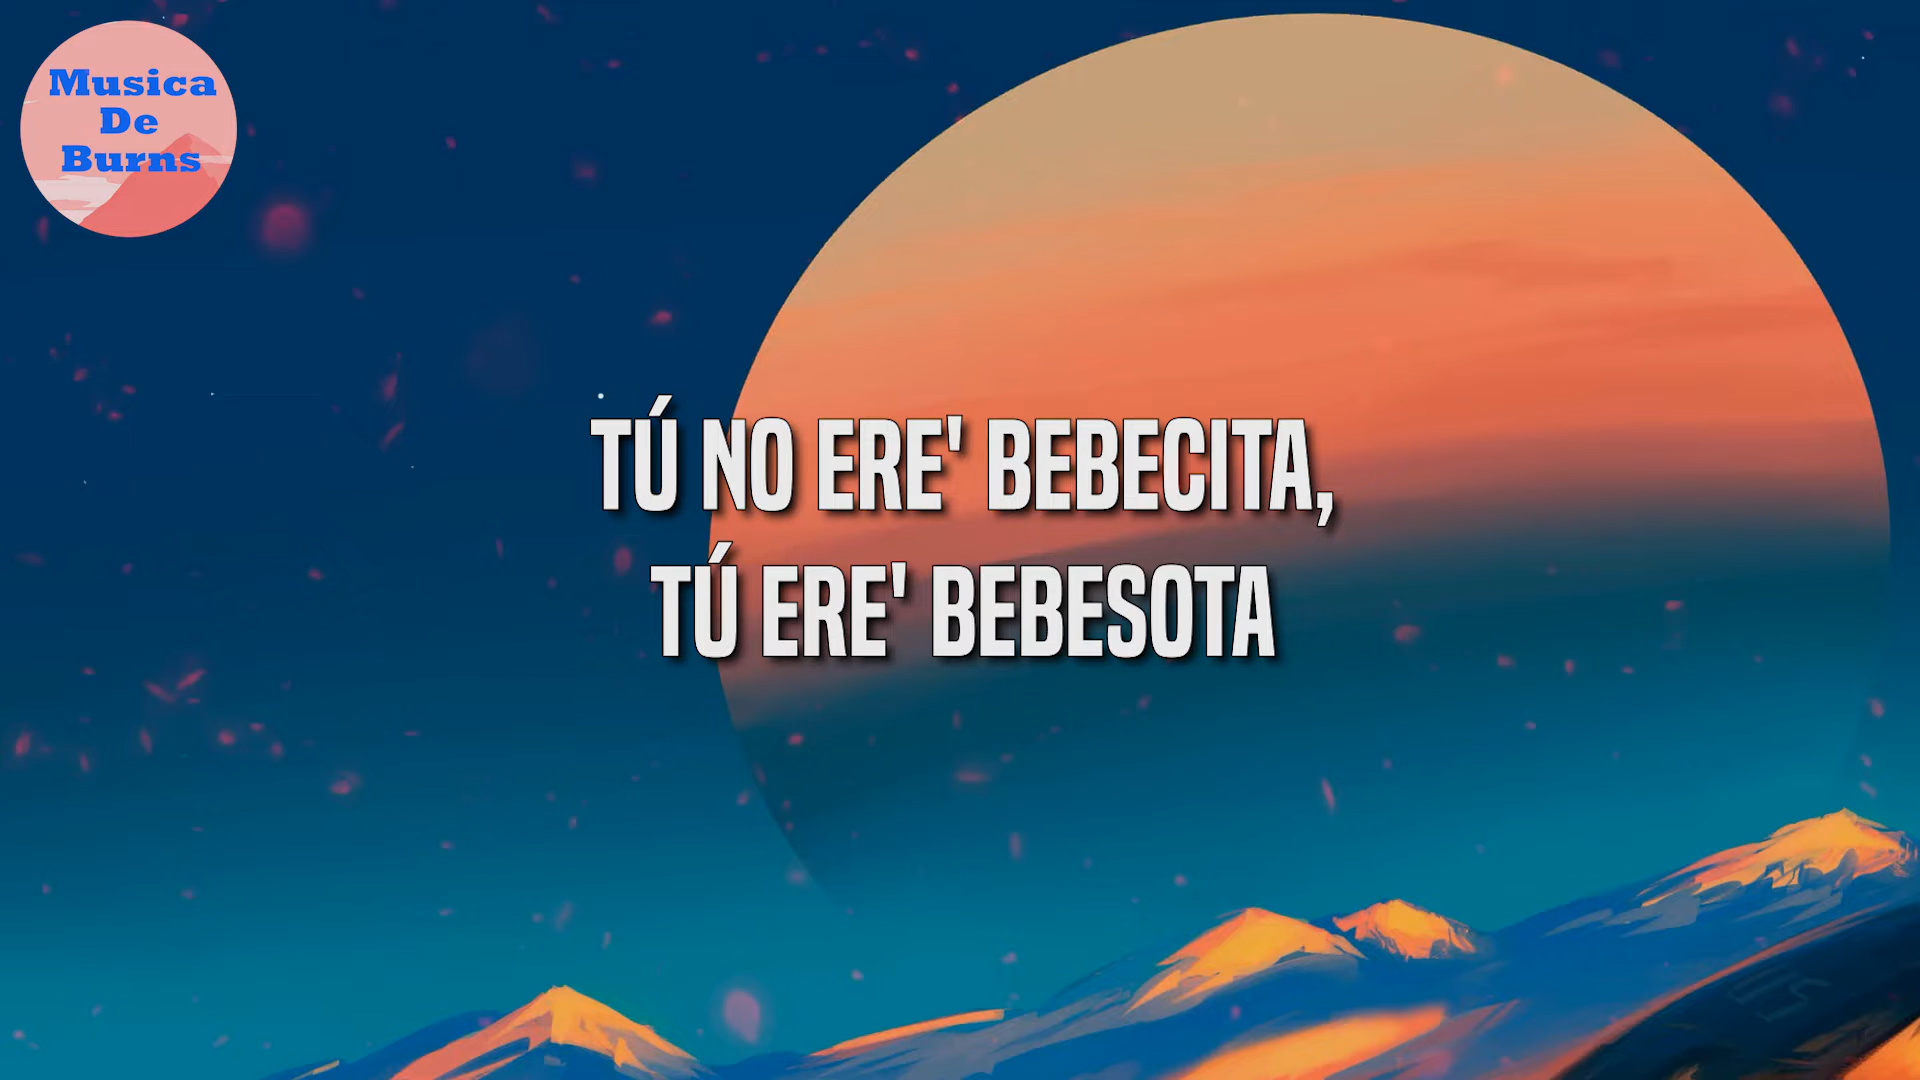 Musica
De
Burns
TÚ NO ERE' BEBECITA,
TÚ ERE' BEBESOTA